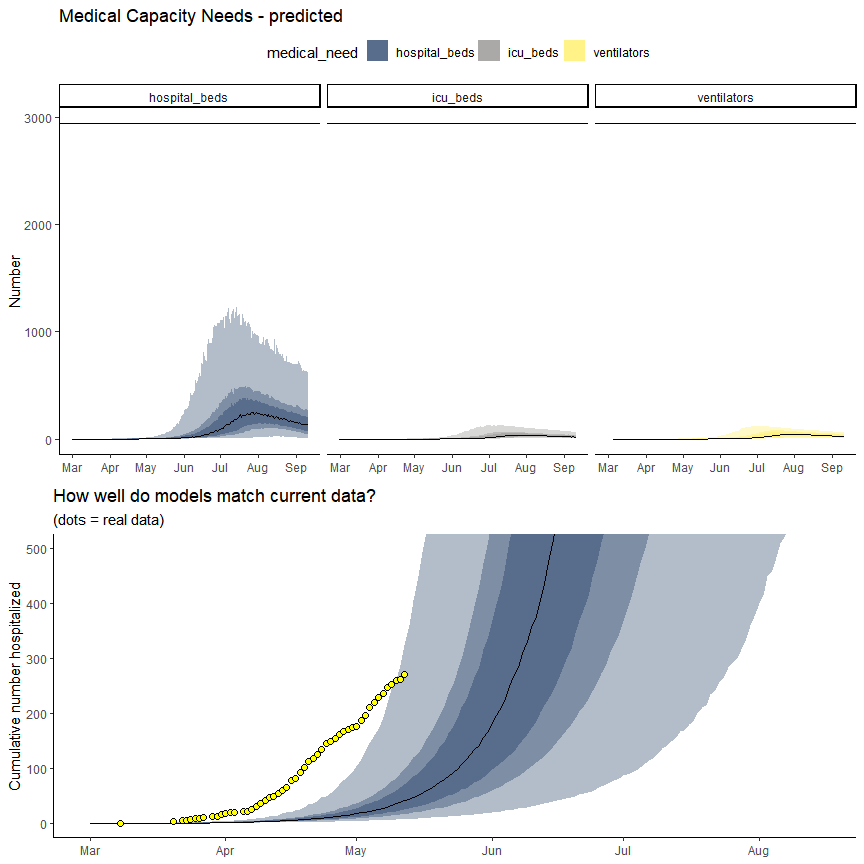 Medical Capacity Needs - predicted
medical_need hospital_beds icu_beds ventilators
hospital_beds icu_beds ventilators
Number
3000
2000
1000
0
Mar Apr May Jun Jul Aug Sep Mar Apr May Jun Jul Aug Sep Mar Apr May Jun Jul Aug Sep
How well do models match current data?
(dots = real data)
Cumulative number hospitalized
500
400
300
200
100
0
Mar Apr May Jun Jul Aug